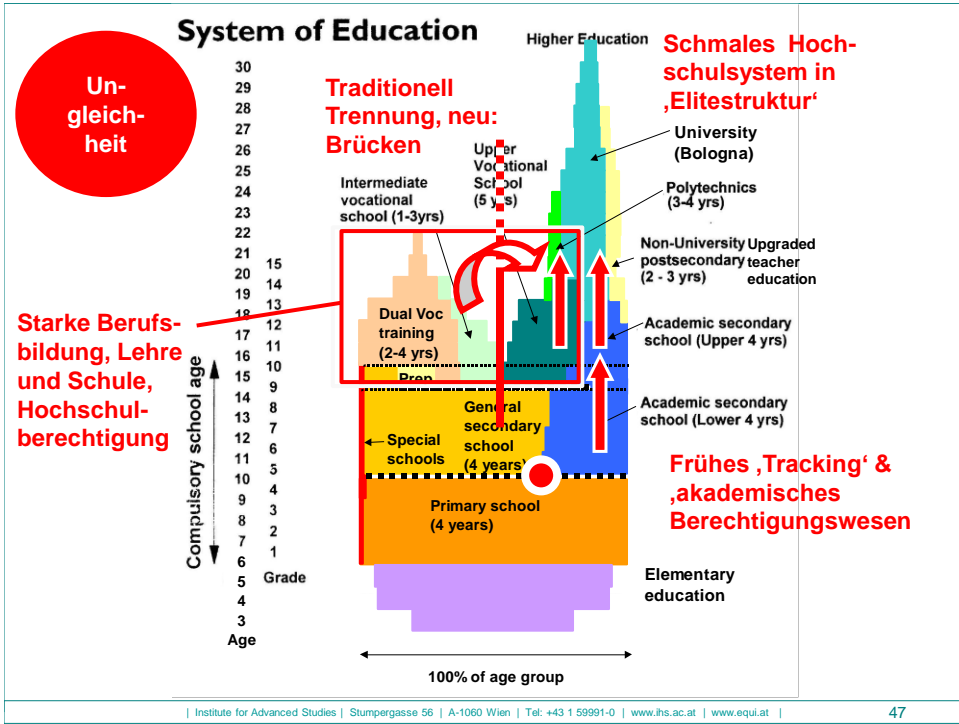 System of Education
Un-
gleich-
heit
Traditionell
Trennung, neu:
Brücken
Higher Education
Schmales Hoch-
schulsystem in
‚Elitestruktur‘
University
(Bologna)
Polytechnics
(3-4 yrs)
Non-University
postsecondary
(2 - 3 yrs)
Upgraded
teacher
education
Upper
Vocational
School
(5 yrs)
Intermediate
vocational
school (1-3yrs)
Starke Berufs-
bildung, Lehre
und Schule,
Hochschul-
berechtigung
Dual Voc
training
(2-4 yrs)
Prep
Academic secondary
school (Upper 4 yrs)
General
secondary
school
(4 years)
Special
schools
Academic secondary
school (Lower 4 yrs)
Frühes ‚Tracking‘ &
‚akademisches
Berechtigungswesen
Primary school
(4 years)
Elementary
education
Compulsory school age
30
29
28
27
26
25
24
23
22
21
20
19
18
17
16
15
14
13
12
11
10
9
8
7
6
5
4
3
Age
15
14
13
12
11
10
9
8
7
6
5
4
3
2
1
Grade
100% of age group
| Institute for Advanced Studies | Stumpergasse 56 | A-1060 Wien | Tel: +43 1 59991-0 | www.ihs.ac.at | www.equi.at |
47